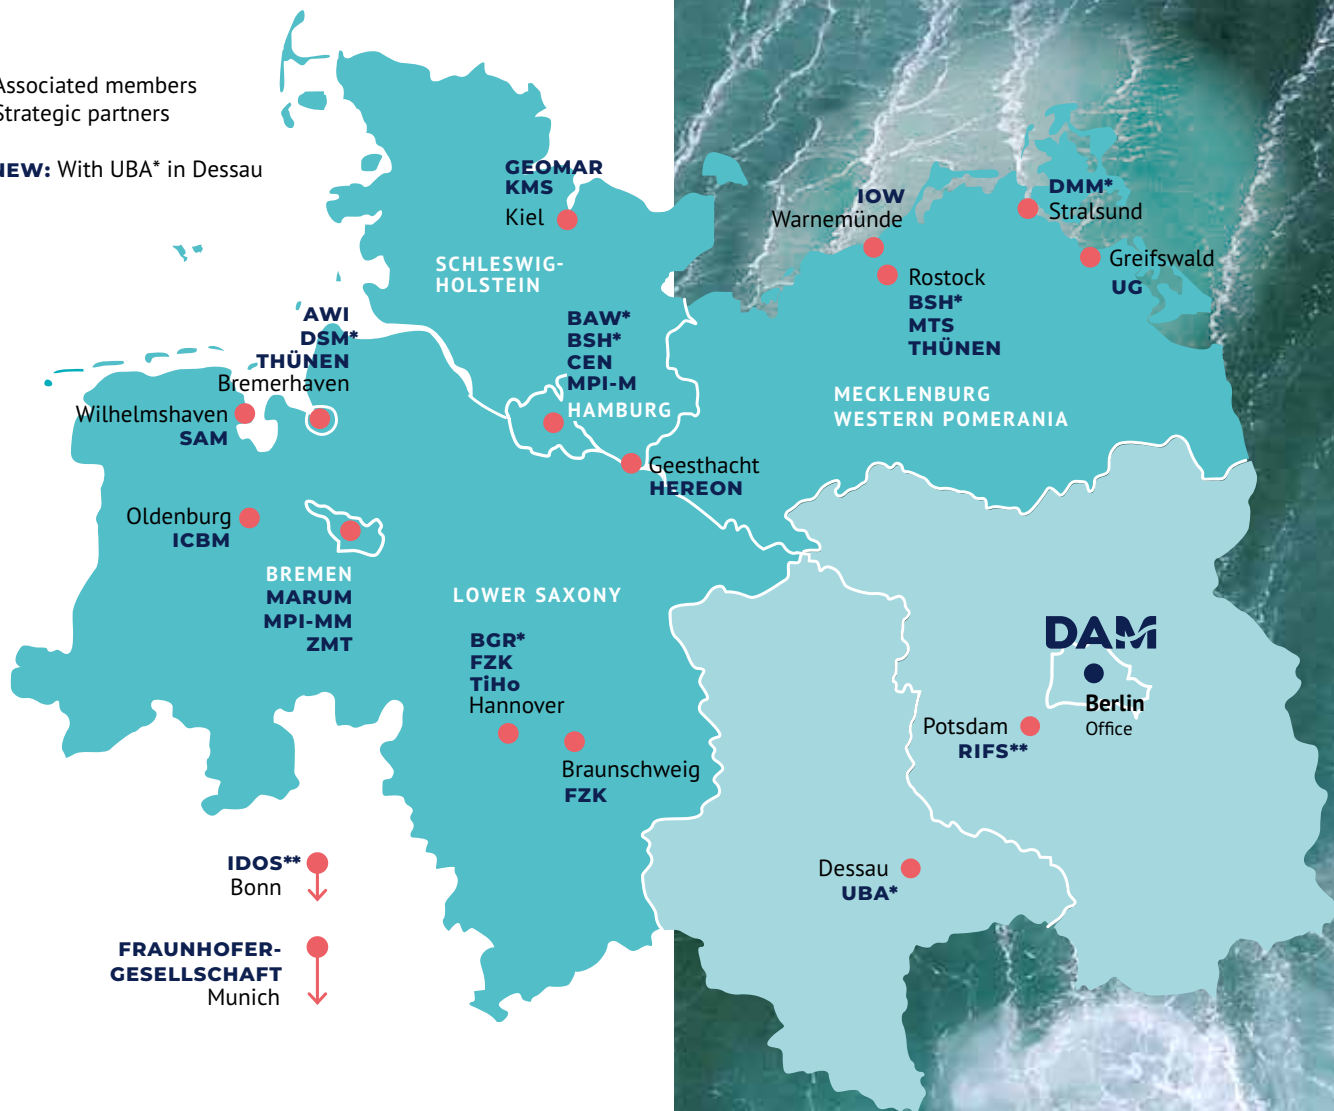 Associated members
Strategic partners
NEW: With UBA* in Dessau
GEOMAR
KMS
Kiel
SCHLESWIG-
HOLSTEIN
IOW
Warnemünde
DMM*
Stralsund
Greifswald
UG
Rostock
BSH*
MTS
THÜNEN
AWI
DSM*
THÜNEN
Bremerhaven
BAW*
BSH*
CEN
MPI-M
HAMBURG
MECKLENBURG
WESTERN POMERANIA
Wilhelmshaven
SAM
Geesthacht
HEREON
Oldenburg
ICBM
BREMEN
MARUM
MPI-MM
ZMT
LOWER SAXONY
BGR*
FZK
TiHo
Hannover
Braunschweig
FZK
DAM
Berlin
Office
Potsdam
RIFS**
Dessau
UBA*
IDOS**
Bonn
FRAUNHOFER-
GESELLSCHAFT
Munich